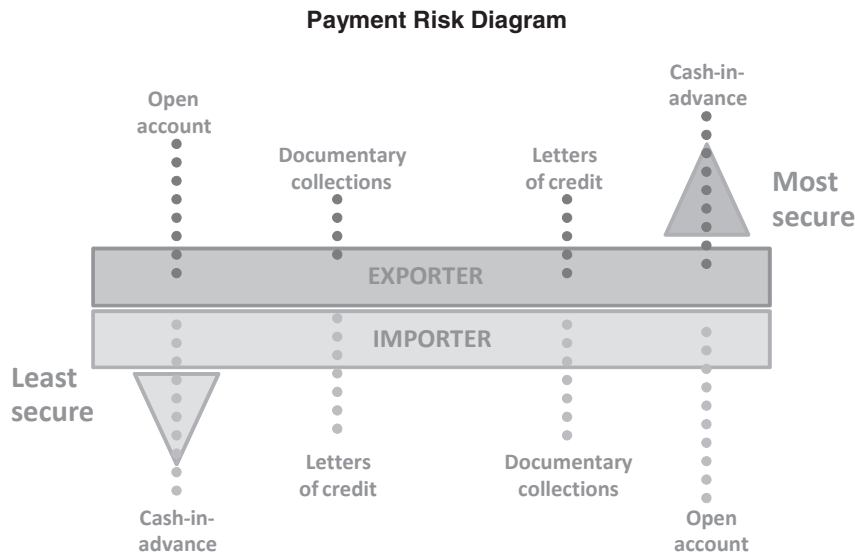 Payment Risk Diagram
Cash-in-
advance
Open
account
Documentary
collections
Letters
of credit
Most
secure
EXPORTER
IMPORTER
Least
secure
Letters
of credit
Documentary
collections
Cash-in-
advance
Open
account